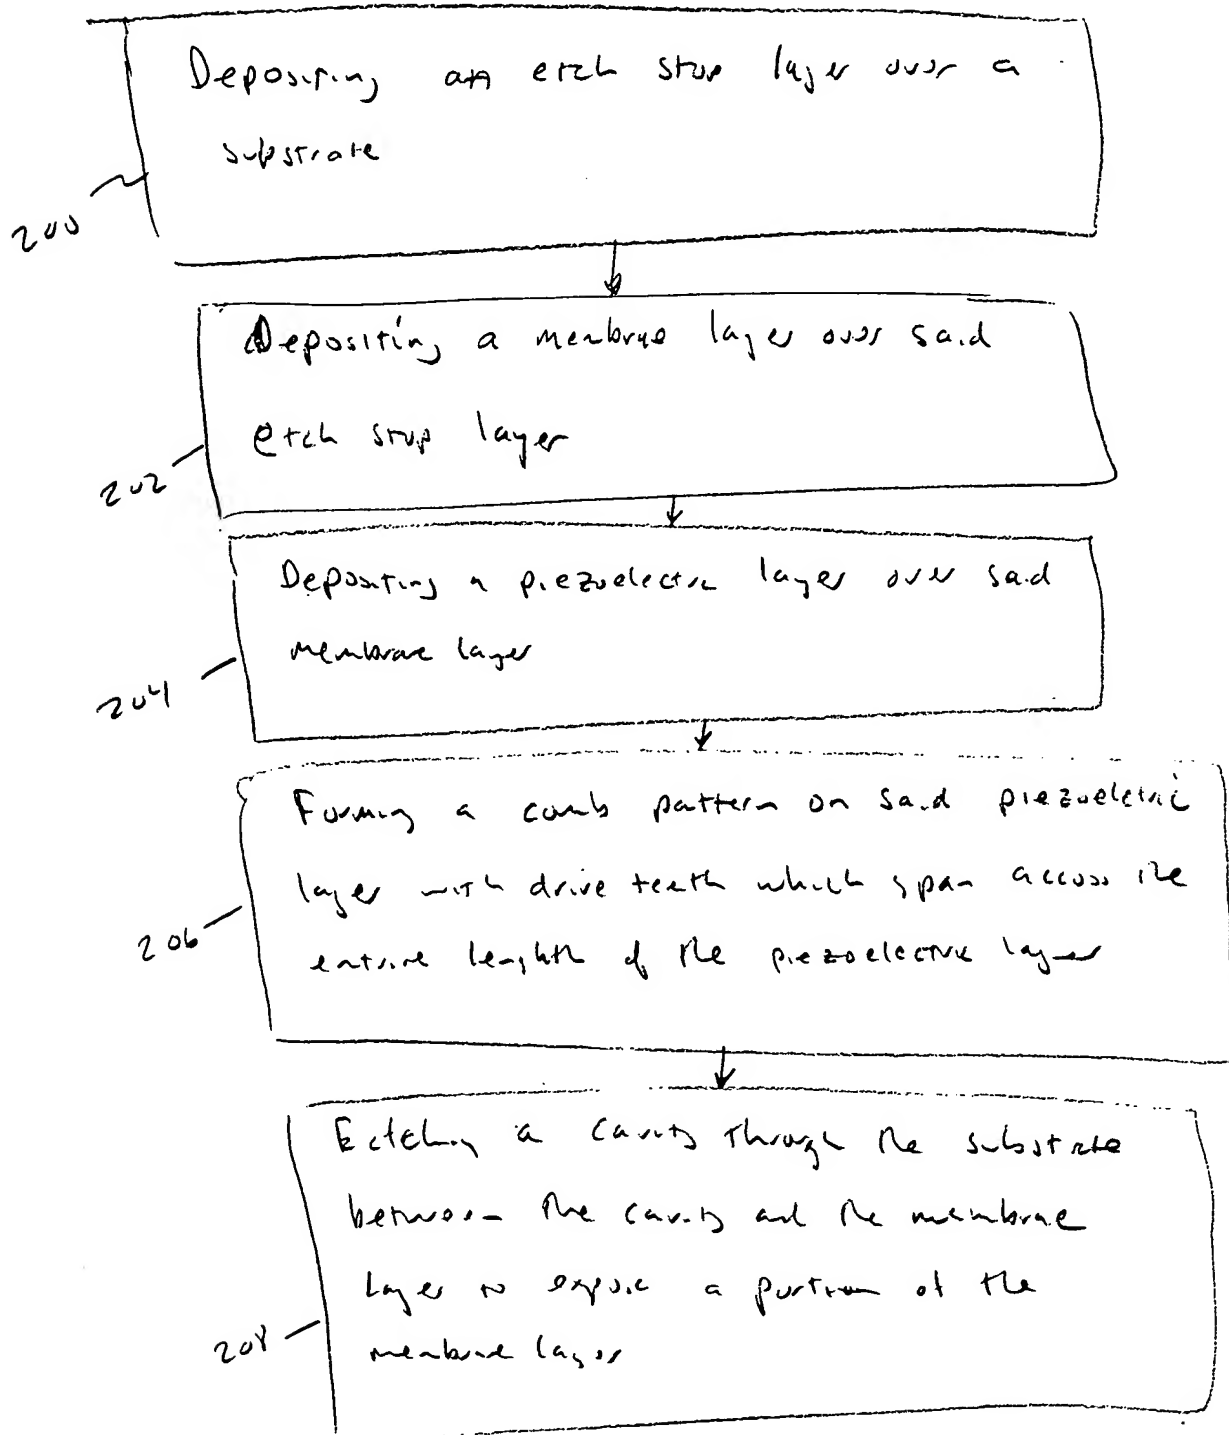 Depositing an etch stop layer over a
substrate
200
Depositing a membrane layer over said
etch stop layer
202
Depositing a piezoelectric layer over said
membrane layer
204
Forming a comb pattern on said piezoelectric
layer with drive teeth which span across the
206
entire length of the piezoelectric layer
Etching a cavity through the substrate
between the cavity and the membrane
layer to expose a portion of the
208
membrane layer